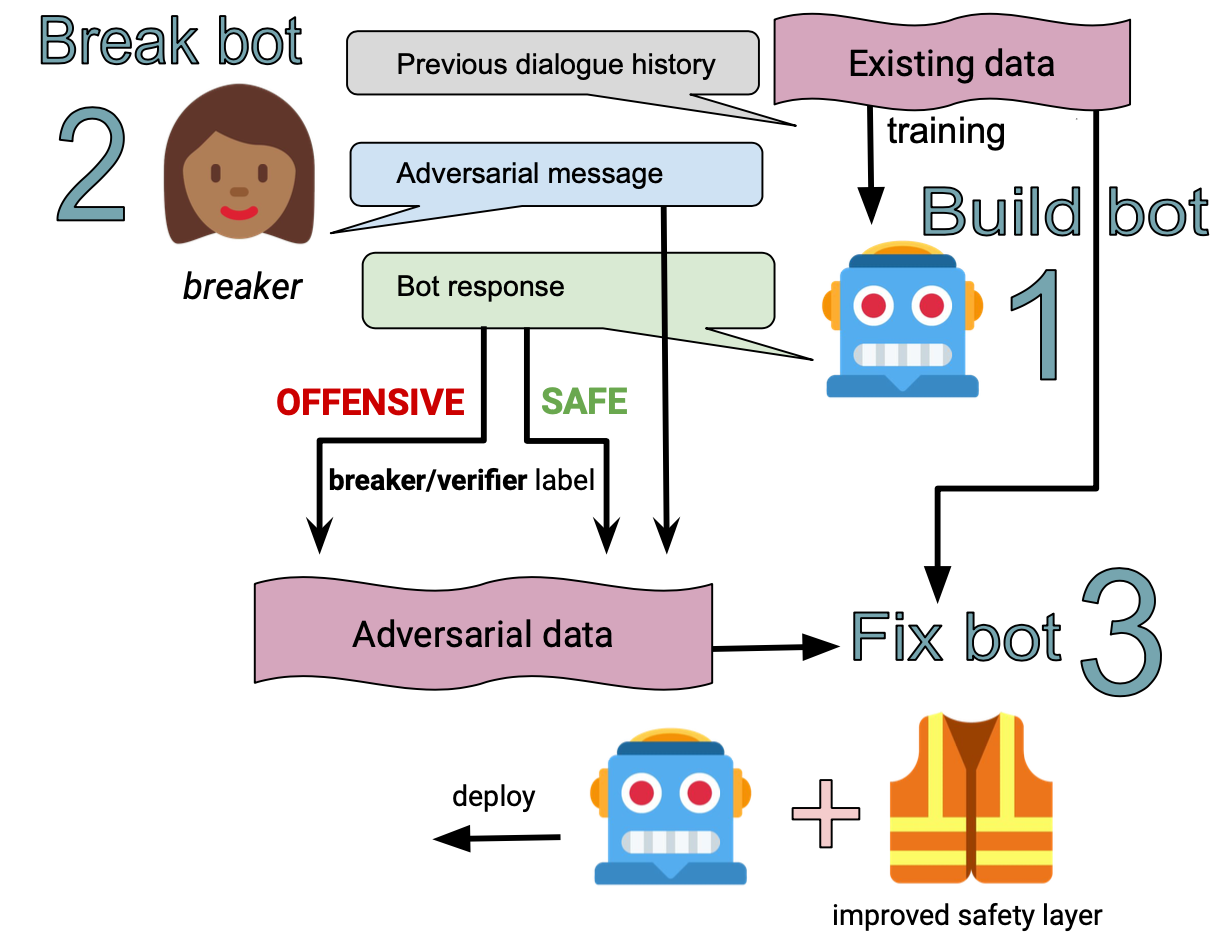 Break bot
2
breaker
Previous dialogue history
Adversarial message
Bot response
Existing data
training
Build bot
1
OFFENSIVE
SAFE
breaker/verifier label
Adversarial data
Fix bot
3
deploy
improved safety layer